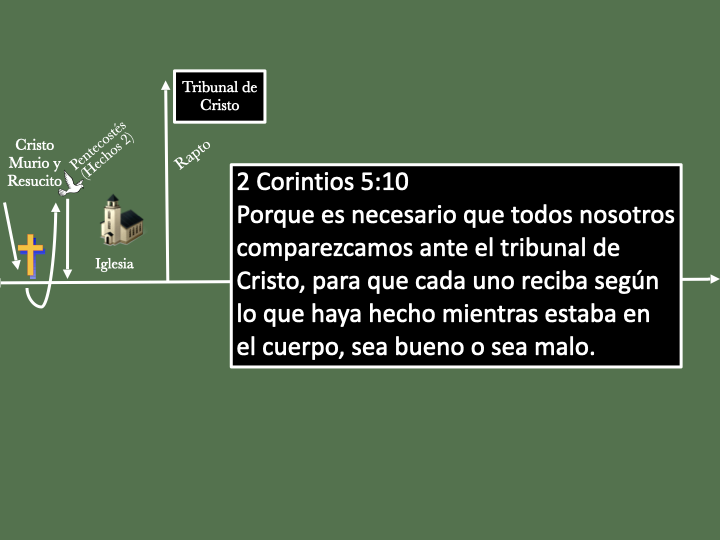 Tribunal de
Cristo
Cristo
Murio y
Resucito
Pentecostés
(Hechos 2)
Rapto
Iglesia
2 Corintios 5:10
Porque es necesario que todos nosotros
comparezcamos ante el tribunal de
Cristo, para que cada uno reciba según
lo que haya hecho mientras estaba en
el cuerpo, sea bueno o sea malo.